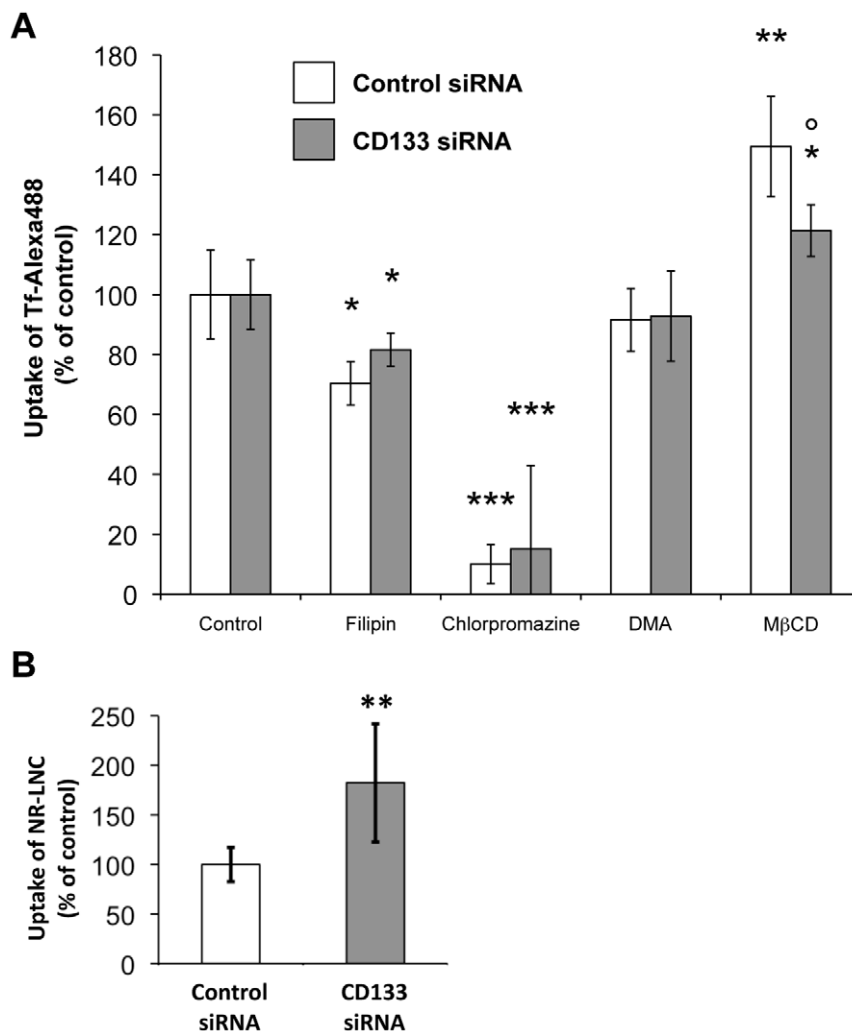 A
Uptake of Tf-Alexa488
(% of control)
180
160
140
120
100
80
60
40
20
0
Control siRNA
CD133 siRNA
*
*
***
***
**
°
*
Control
Filipin
Chlorpromazine
DMA
MβCD
B
Uptake of NR-LNC
(% of control)
250
200
150
100
50
0
**
Control
siRNA
CD133
siRNA